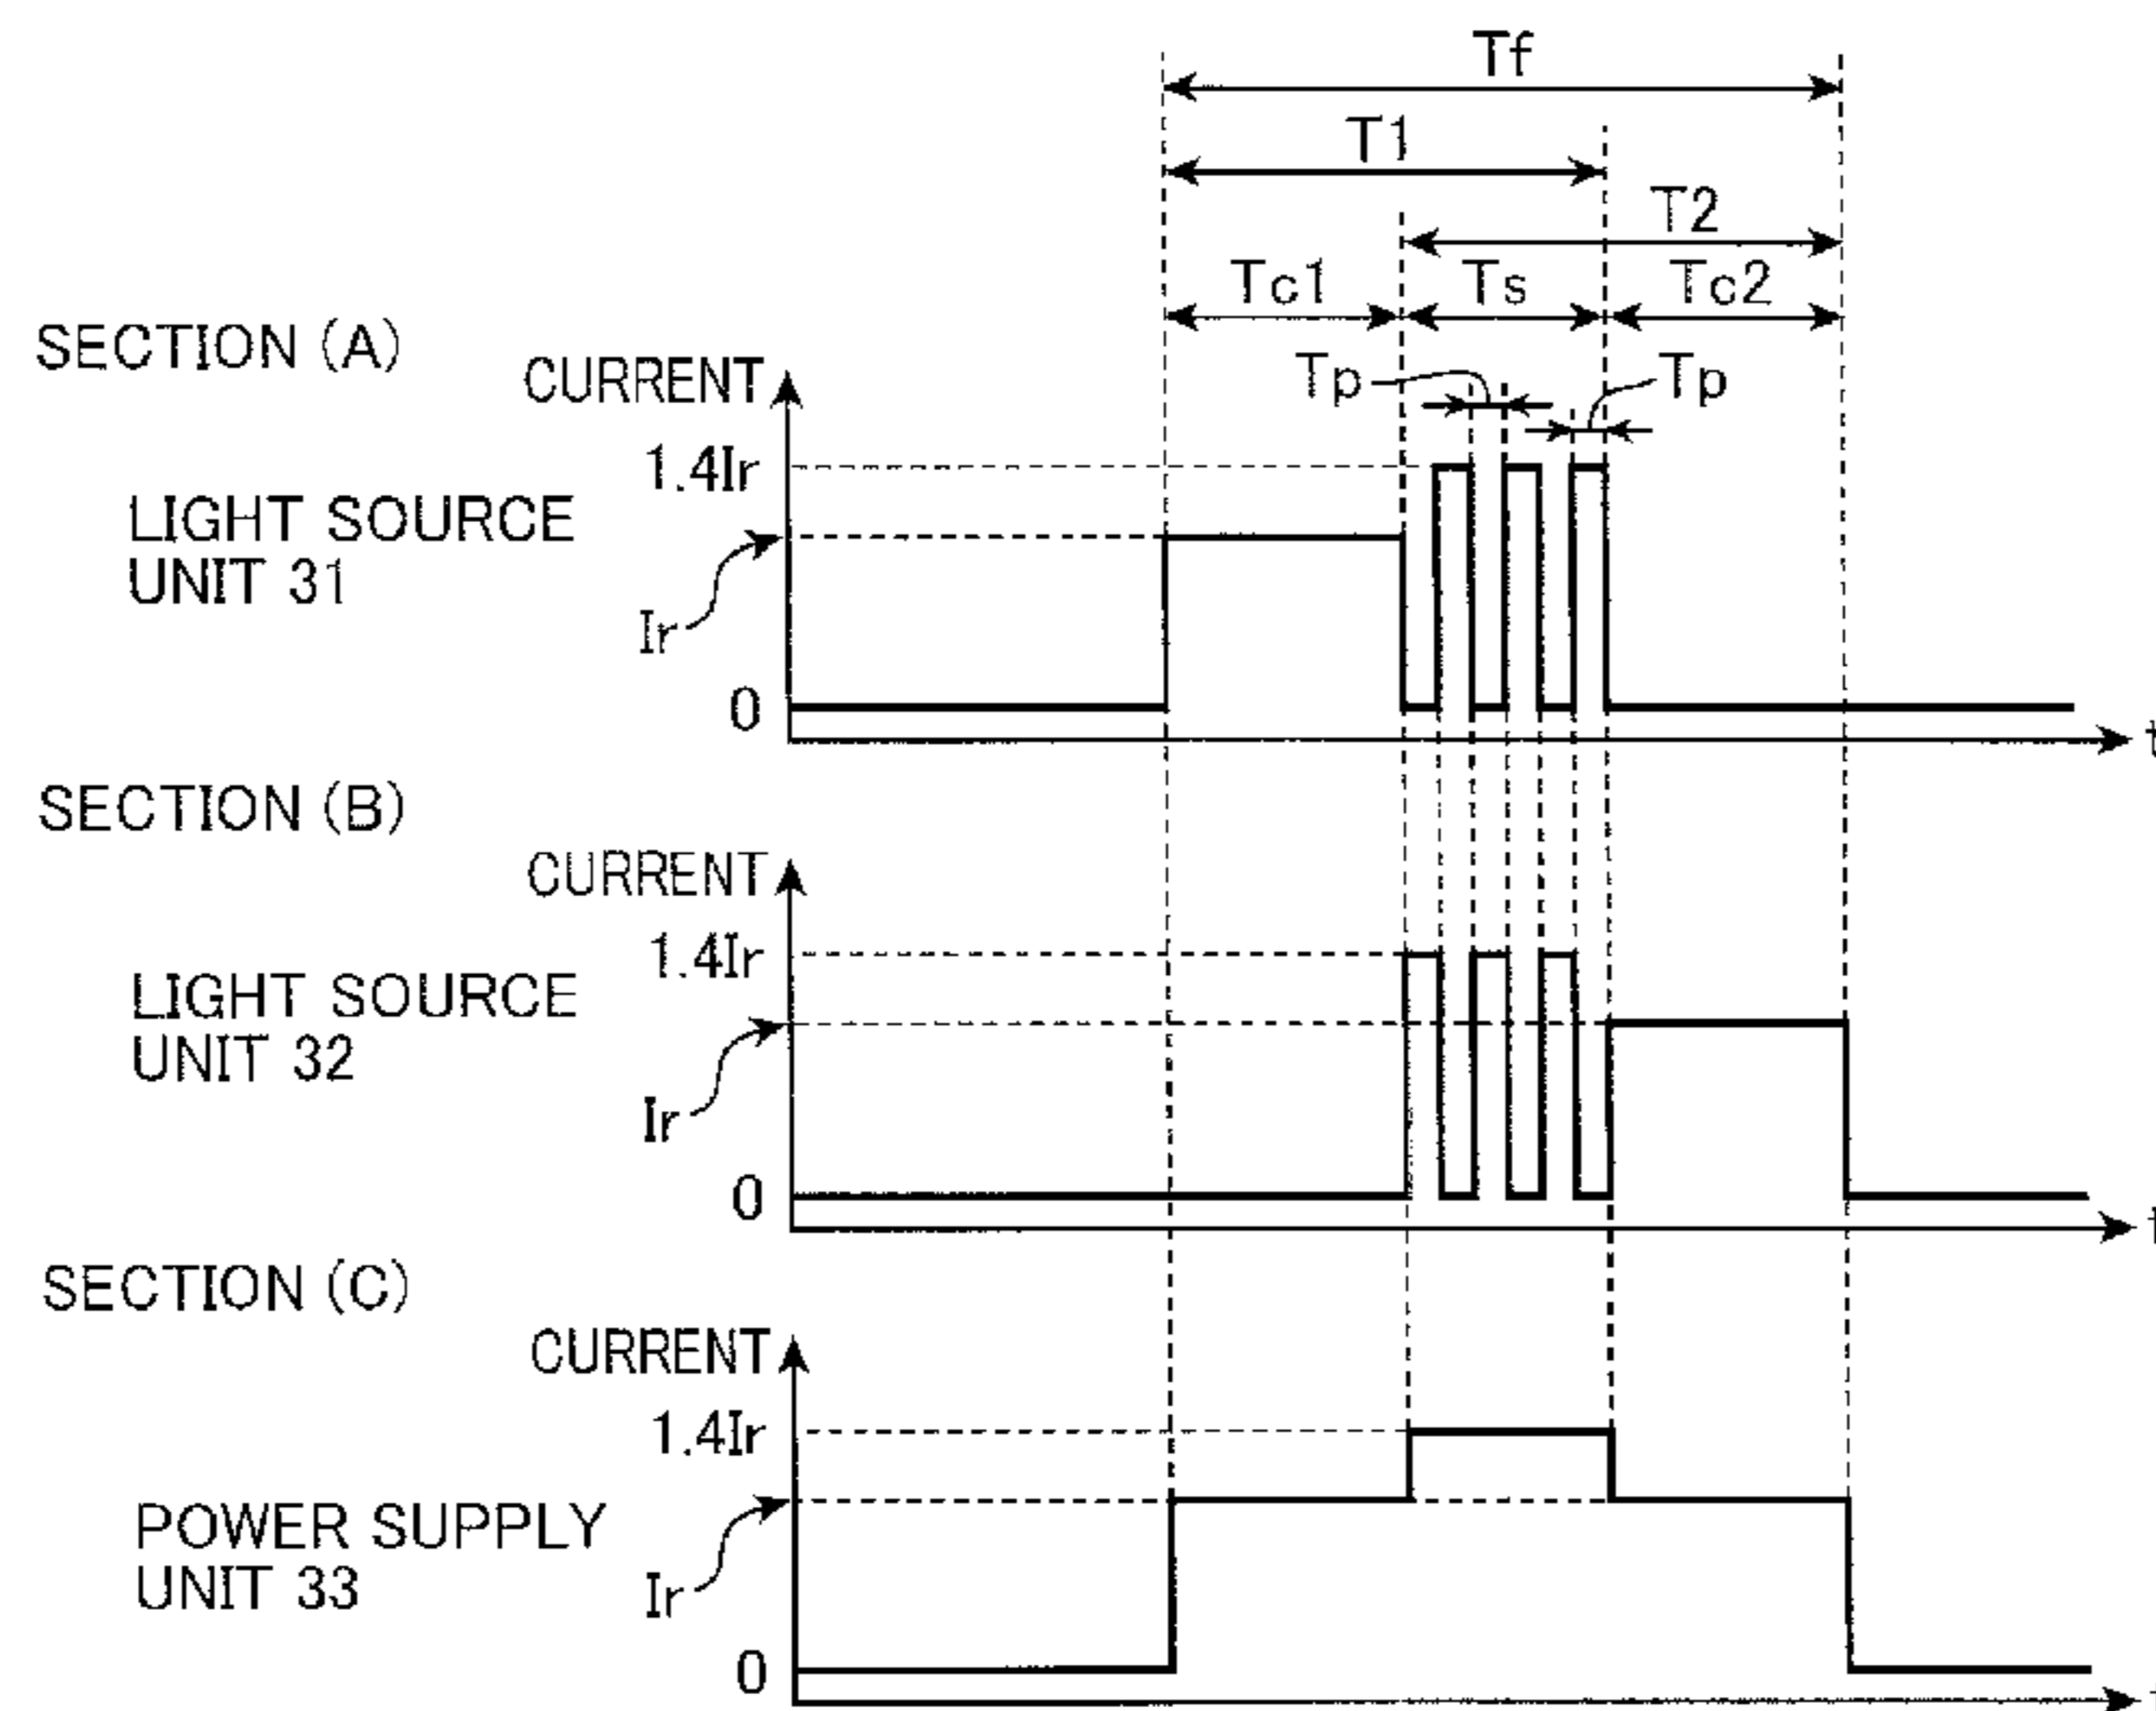 Tf
T1
T2
Tc1 Ts Tc2
SECTION (A)
Tp Tp
CURRENT
1.4Ir
LIGHT SOURCE
UNIT 31
Ir
0
t
SECTION (B)
CURRENT
1.4Ir
LIGHT SOURCE
UNIT 32
Ir
0
SECTION (C)
CURRENT
1.4Ir
POWER SUPPLY
UNIT 33
Ir
0